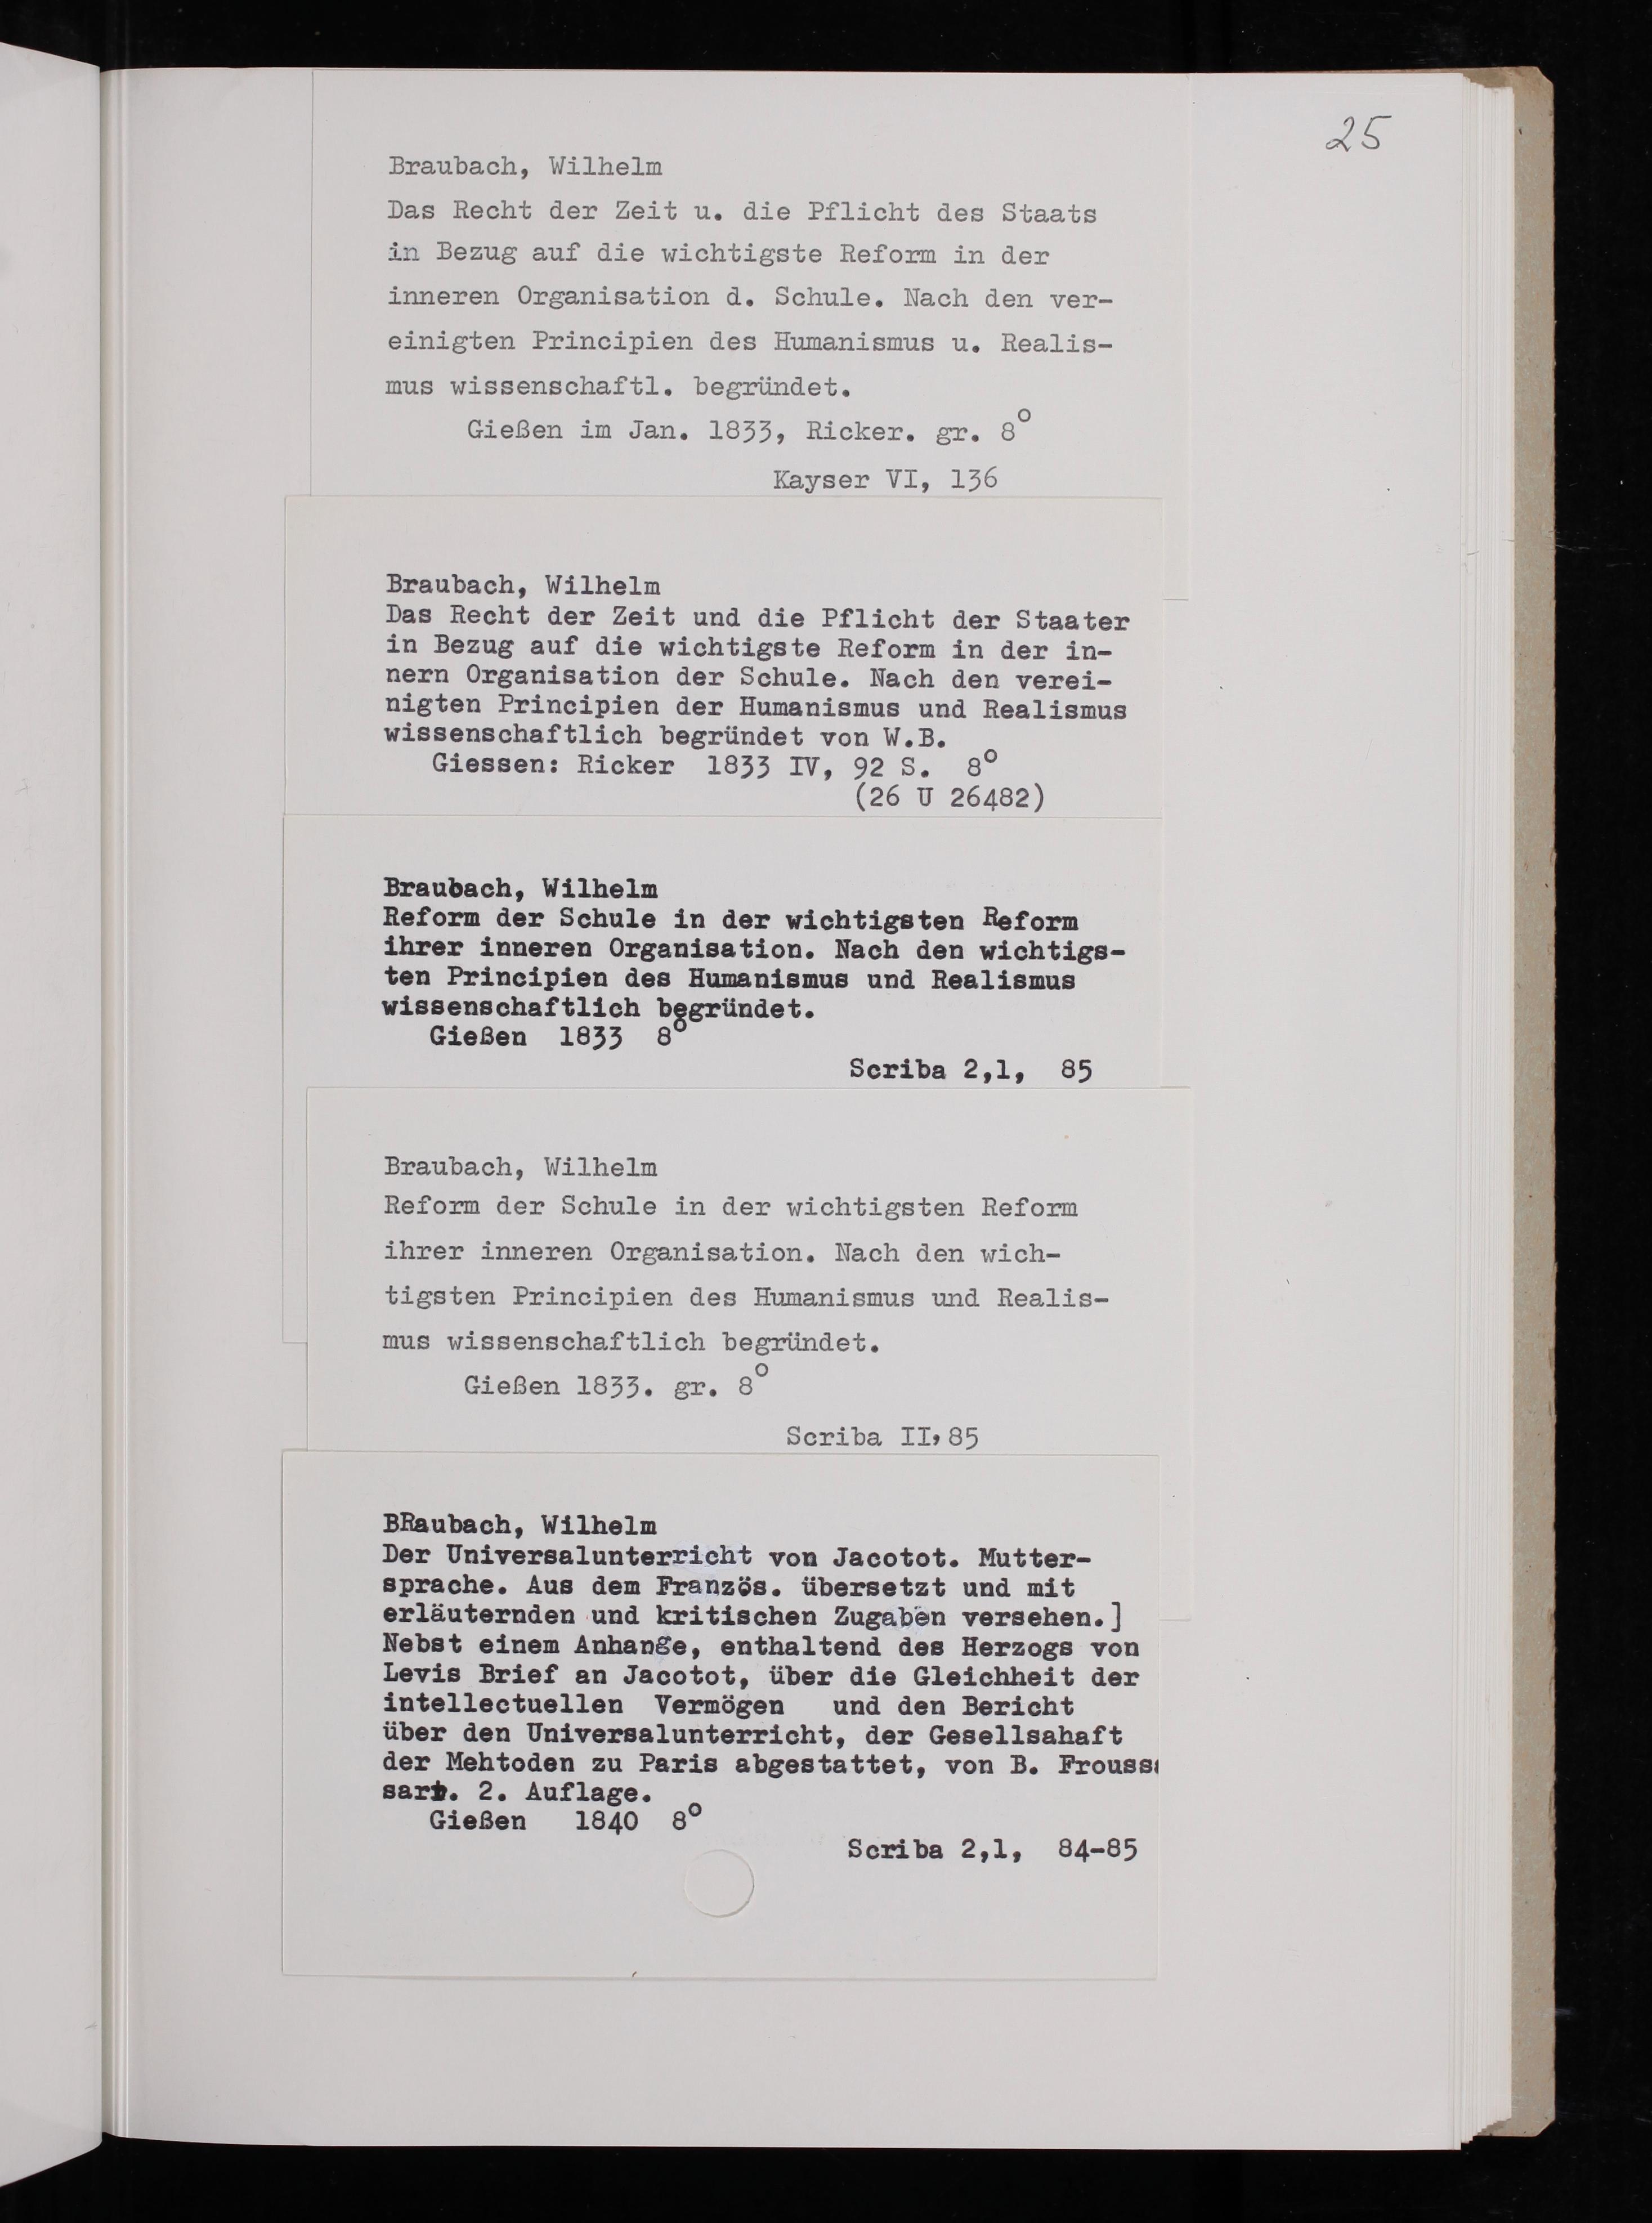 25
Braubach, Wilhelm
Das Recht der Zeit u. die Pflicht des Staats
in Bezug auf die wichtigste Reform in der
inneren Organisation d. Schule. Nach den ver-
einigten Principien des Humanismus u. Realis-
mus wissenschaftl. begründet.
Gießen im Jan. 1833, Ricker. gr. 8°
Kayser VI, 136
Braubach, Wilhelm
Das Recht der Zeit und die Pflicht der Staater
in Bezug auf die wichtigste Reform in der in-
nern Organisation der Schule. Nach den verei-
nigten Principien der Humanismus und Realismus
wissenschaftlich begründet von W.B.
Giessen: Ricker 1833 IV, 92 S. 8°
(26 U 26482)
Braubach, Wilhelm
Reform der Schule in der wichtigsten Reform
ihrer inneren Organisation. Nach den wichtigs-
ten Principien des Humanismus und Realismus
wissenschaftlich begründet.
Gießen 1833 8°
Scriba 2,1, 85
Braubach, Wilhelm
Reform der Schule in der wichtigsten Reform
ihrer inneren Organisation. Nach den wich-
tigsten Principien des Humanismus und Realis-
mus wissenschaftlich begründet.
Gießen 1833. gr. 8°
Scriba II, 85
BRaubach, Wilhelm
Der Universalunterricht von Jacotot. Mutter-
sprache. Aus dem Französ. übersetzt und mit
erläuternden und kritischen Zugaben versehen.]
Nebst einem Anhange, enthaltend des Herzogs von
Levis Brief an Jacotot, über die Gleichheit der
intellectuellen Vermögen und den Bericht
über den Universalunterricht, der Gesellsahaft
der Mehtoden zu Paris abgestattet, von B. Frouss
sart. 2. Auflage.
Gießen 1840 8°
Scriba 2,1, 84-85